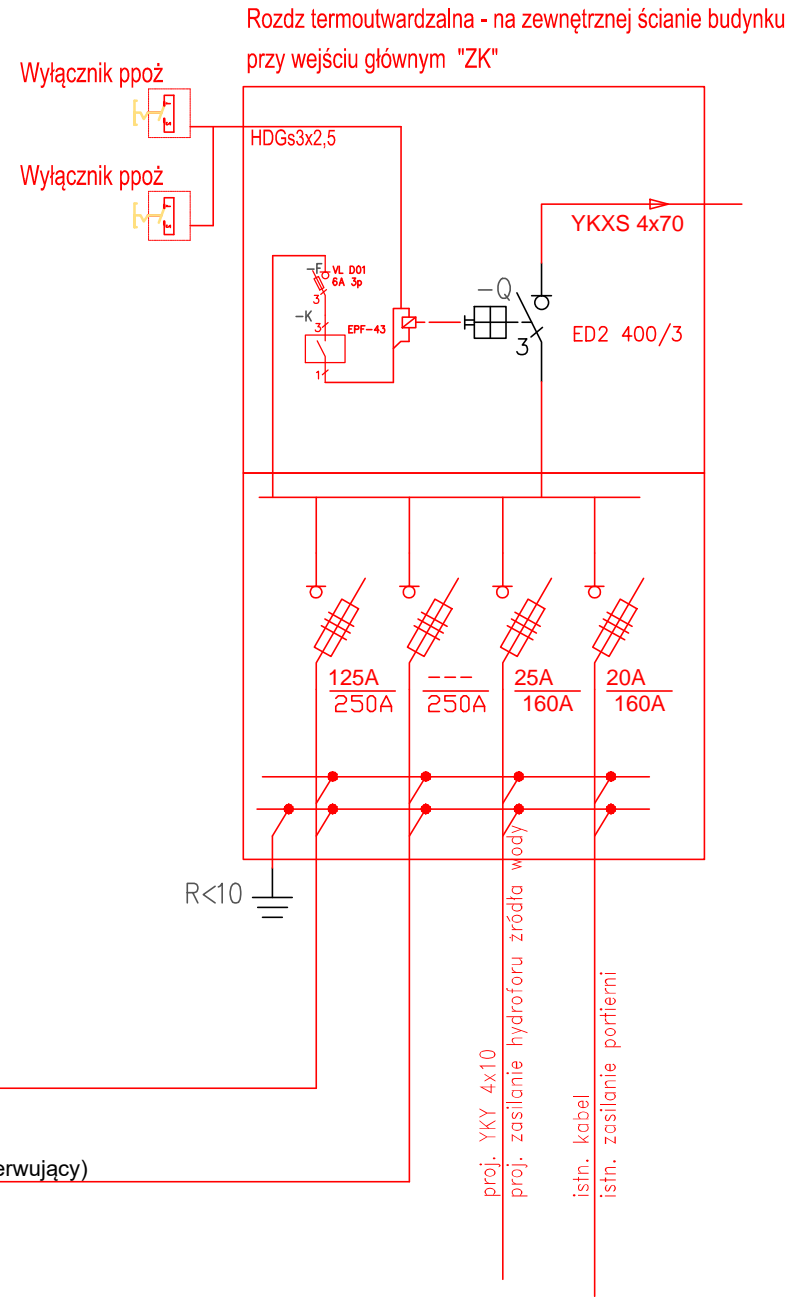 Rozdz termoutwardzalna - na zewnętrznej ścianie budynku
przy wejściu głównym "ZK"
Wyłącznik ppoż
HDGs3x2,5
Wyłącznik ppoż
YKXS 4x70
-F VL D01
6A 3p
3
-K
3
EPF-43
1
-Q
3
ED2 400/3
125A
250A
---
250A
25A
160A
20A
160A
R<10
proj. YKY 4x10
proj. zasilanie hydroforu źródła wody
istn. kabel
istn. zasilanie portierni
erwujący)